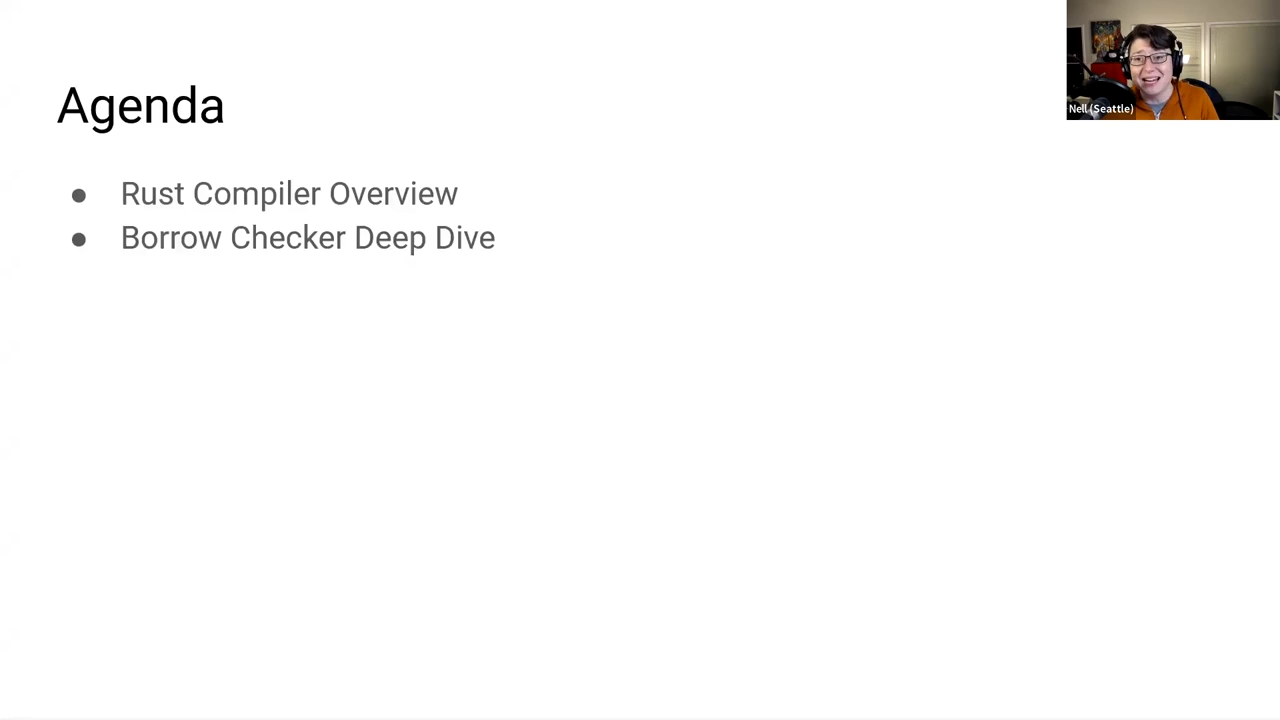 Agenda
Nell (Seattle)
● Rust Compiler Overview
● Borrow Checker Deep Dive